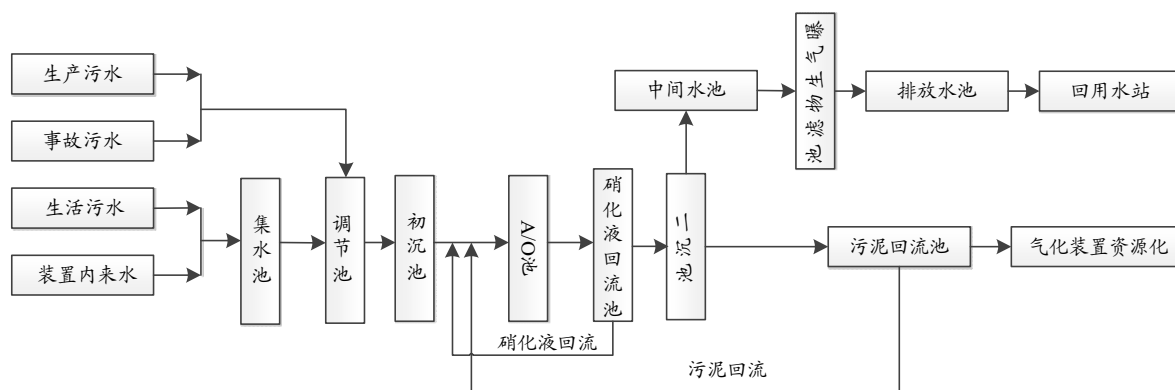 生产污水
事故污水
生活污水
装置内来水
集水池
调节池
初沉池
A/O池
硝化液回流池
二沉池
中间水池
曝气生物滤池
排放水池
回用水站
污泥回流池
气化装置资源化
硝化液回流
污泥回流